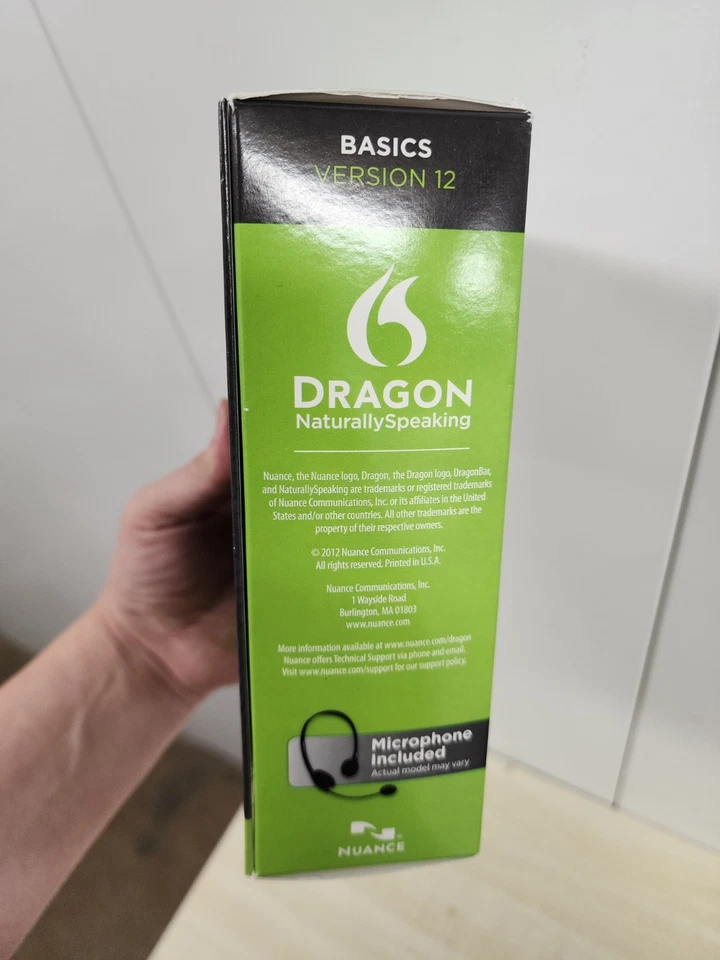 BASICS
VERSION 12
DRAGON
NaturallySpeaking
Nuance, the Nuance logo, Dragon, the Dragon logo, DragonBar,
and NaturallySpeaking are trademarks or registered trademarks
of Nuance Communications, Inc. or its affiliates in the United
States and/or other countries. All other trademarks are the
property of their respective owners.
© 2012 Nuance Communications, Inc.
All rights reserved. Printed in U.S.A.
Nuance Communications, Inc.
1 Wayside Road
Burlington, MA 01803
www.nuance.com
More information available at www.nuance.com/dragon
Nuance offers Technical Support via phone and email.
Visit www.nuance.com/support for our support policy.
Microphone
Included
Actual model may vary
NUANCE